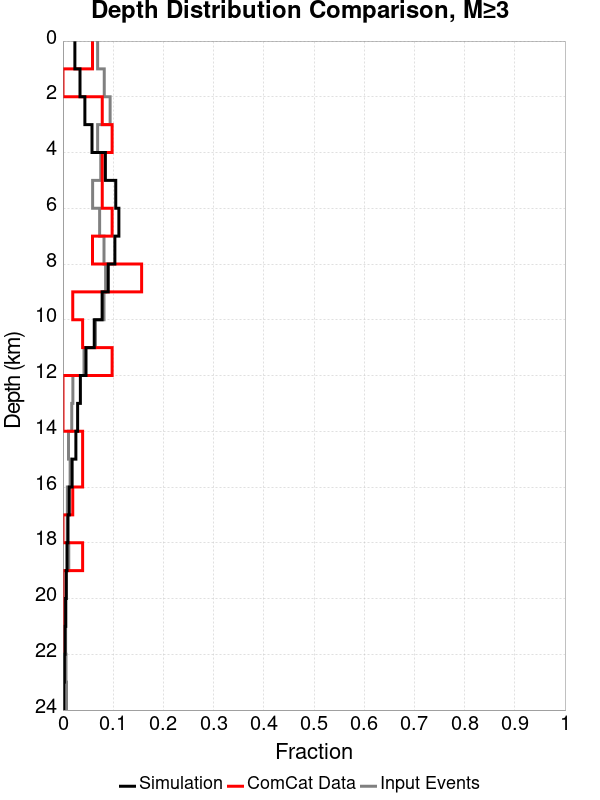 Depth Distribution Comparison, M≥3
0
2
4
6
8
10
12
14
16
18
20
22
24
Depth (km)
0 0.1 0.2 0.3 0.4 0.5 0.6 0.7 0.8 0.9 1
Fraction
Simulation ComCat Data Input Events